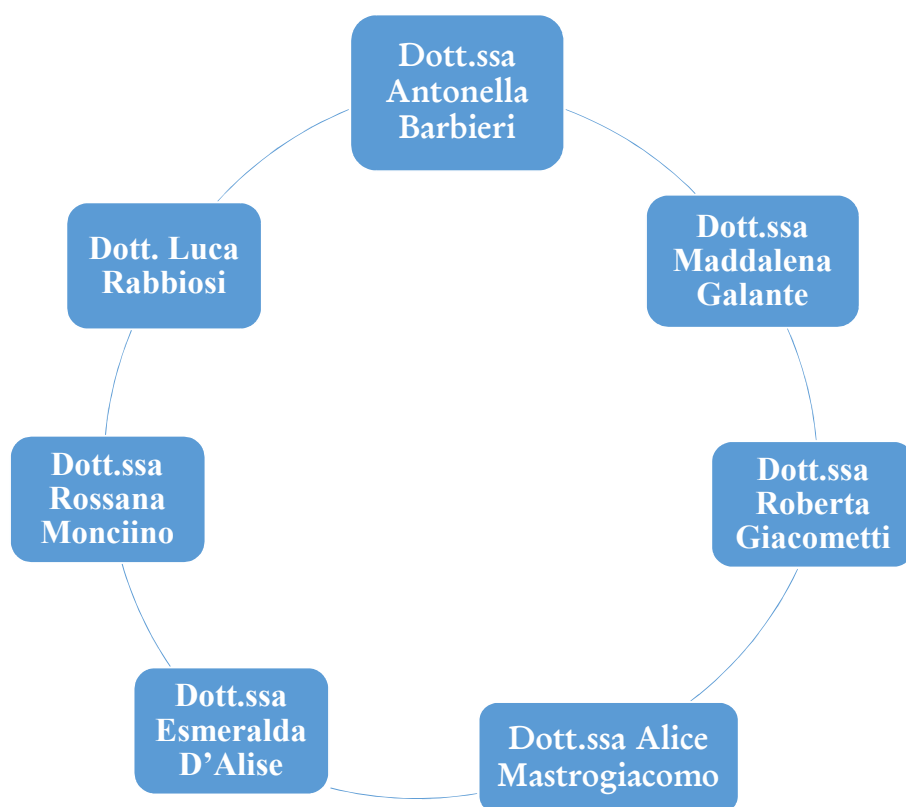 Dott.ssa
Antonella
Barbieri
Dott.ssa
Maddalena
Galante
Dott.ssa
Roberta
Giacometti
Dott.ssa Alice
Mastrogiacomo
Dott.ssa
Esmeralda
D’Alise
Dott.ssa
Rossana
Monciino
Dott. Luca
Rabbiosi